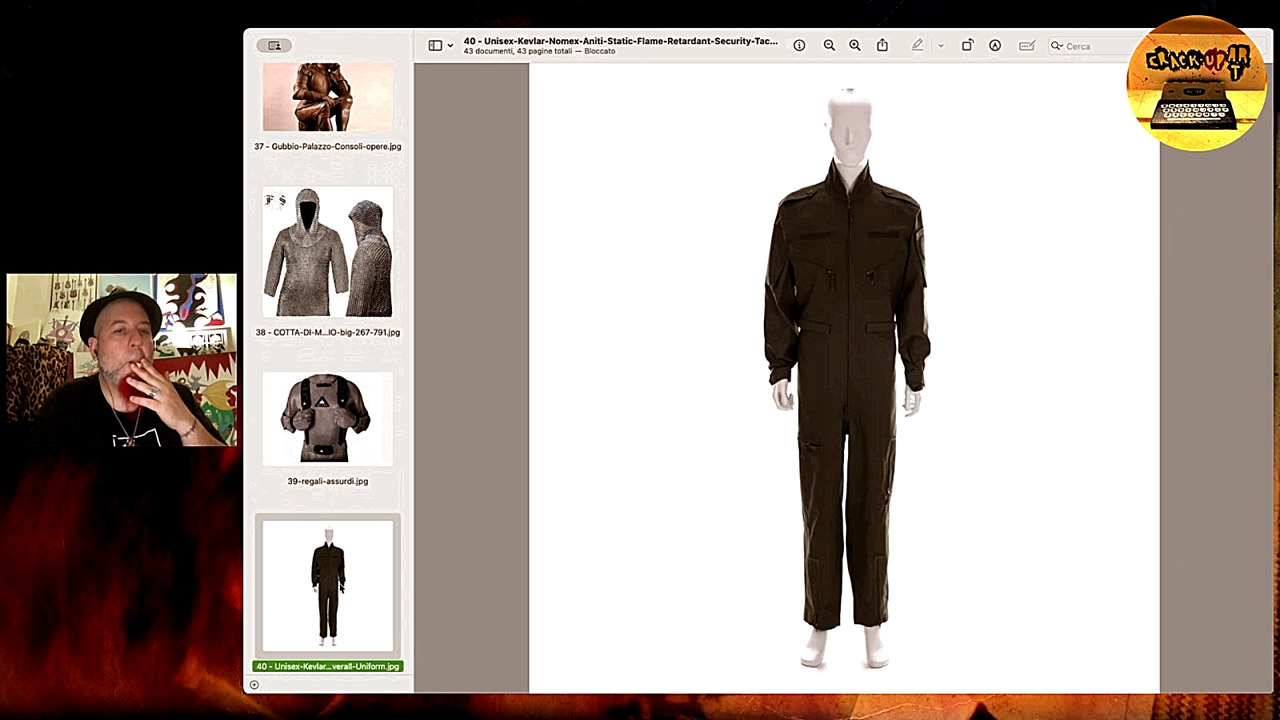 40 - Unisex-Kevlar-Nomex-Aniti-Static-Flame-Retardant-Security-Tac...
43 documenti, 43 pagine totali — Bloccato
Cerca
CRACK-UP ART
37 - Gubbio-Palazzo-Consoli-opere.jpg
F S
38 - COTTA-DI-M...IO-big-267-791.jpg
39-regali-assurdi.jpg
40 - Unisex-Kevlar...verall-Uniform.jpg